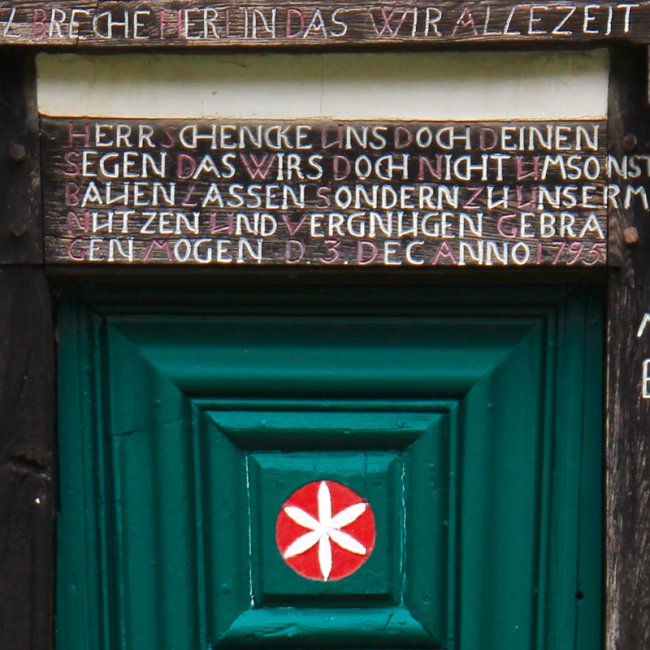 BRECHE HEREIN DAS WIR ALLEZEIT
HERR SCHENCKE UNS DOCH DEINEN
SEGEN DAS WIRS DOCH NICHT UMSONST
BAUEN LASSEN SONDERN ZU UNSERM
NUTZEN UND VERGNUGEN GEBRA
GEN MOGEN D. 3. DEC ANNO 1795